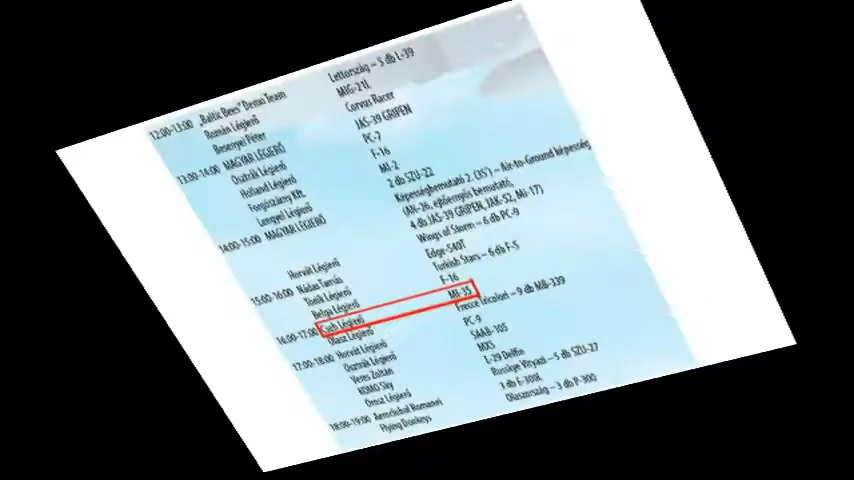 12:00-13:00 „Baltic Bees” Demo Team Lettország – 5 db L-39
Román Légierő MIG-21L
Besenyei Péter Corvus Racer
13:00-14:00 MAGYAR LÉGIERŐ JAS-39 GRIPEN
Osztrák Légierő PC-7
Holland Légierő F-16
Forgószárny Kft. MI-2
Lengyel Légierő 2 db SZU-22
14:00-15:00 MAGYAR LÉGIERŐ Képességbemutató 2. (35') – Air-to-Ground képesség
(AN-26, ejtőernyős bemutató,
4 db JAS-39 GRIPEN, JAK-52, MI-17)
Horvát Légierő Wings of Storm – 6 db PC-9
15:00-16:00 Nádas Tamás Edge-540T
Török Légierő Turkish Stars – 6 db F-5
Belga Légierő F-16
16:00-17:00 Cseh Légierő MI-35
Olasz Légierő Frecce Tricolori – 9 db MB-339
17:00-18:00 Horvát Légierő PC-9
Osztrák Légierő SAAB-105
Veres Zoltán MXS
KOMO Sky L-29 Delfin
Orosz Légierő Russkiye Vityazi – 5 db SZU-27
18:00-19:00 Aeroclubul Romaniei 3 db E-300L
Flying Donkeys Olaszország – 3 db P-300